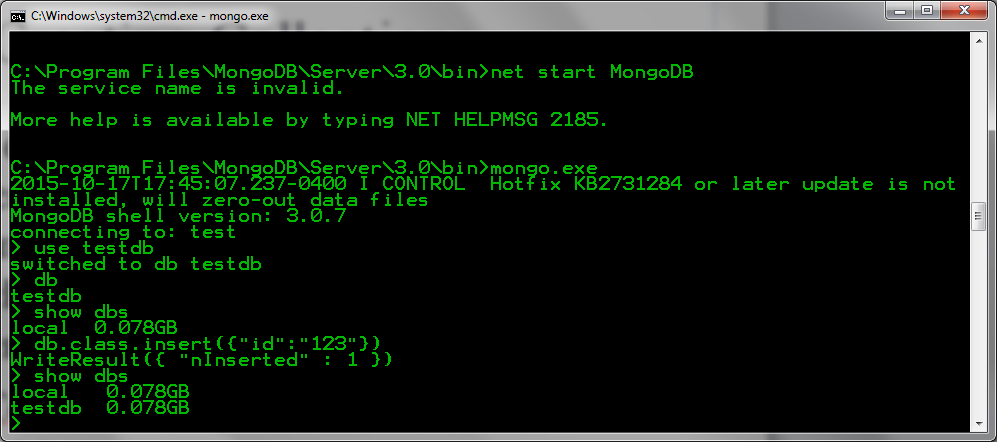 C:\Windows\system32\cmd.exe - mongo.exe
C:\Program Files\MongoDB\Server\3.0\bin>net start MongoDB
The service name is invalid.
More help is available by typing NET HELPMSG 2185.
C:\Program Files\MongoDB\Server\3.0\bin>mongo.exe
2015-10-17T17:45:07.237-0400 I CONTROL  Hotfix KB2731284 or later update is not
installed, will zero-out data files
MongoDB shell version: 3.0.7
connecting to: test
> use testdb
switched to db testdb
> db
testdb
> show dbs
local  0.078GB
> db.class.insert({"id":"123"})
WriteResult({ "nInserted" : 1 })
> show dbs
local   0.078GB
testdb  0.078GB
>